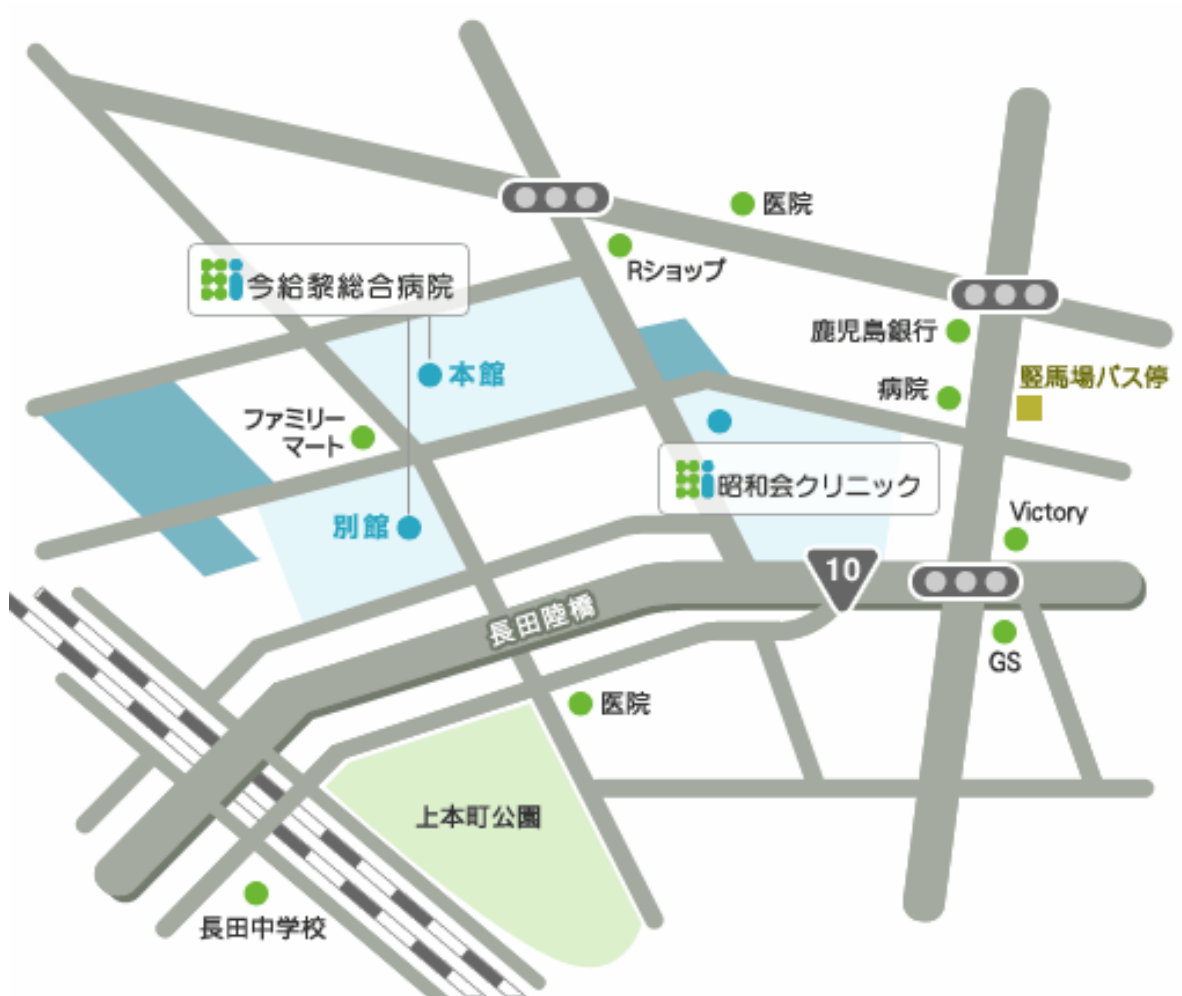 医院
Rショップ
今給黎総合病院
鹿児島銀行
本館
病院
竪馬場バス停
ファミリー
マート
昭和会クリニック
別館
Victory
10
長田陸橋
GS
医院
上本町公園
長田中学校